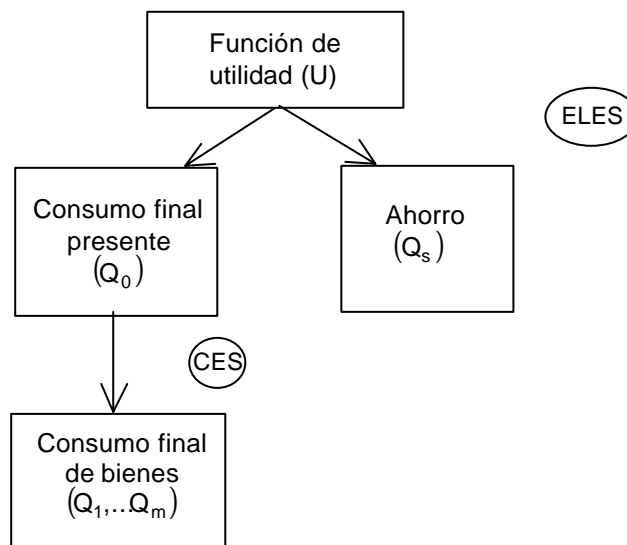 Función de
utilidad (U)
ELES
Consumo final
presente
(Q₀)
Ahorro
(Qₛ)
CES
Consumo final
de bienes
(Q₁,...Qₘ)